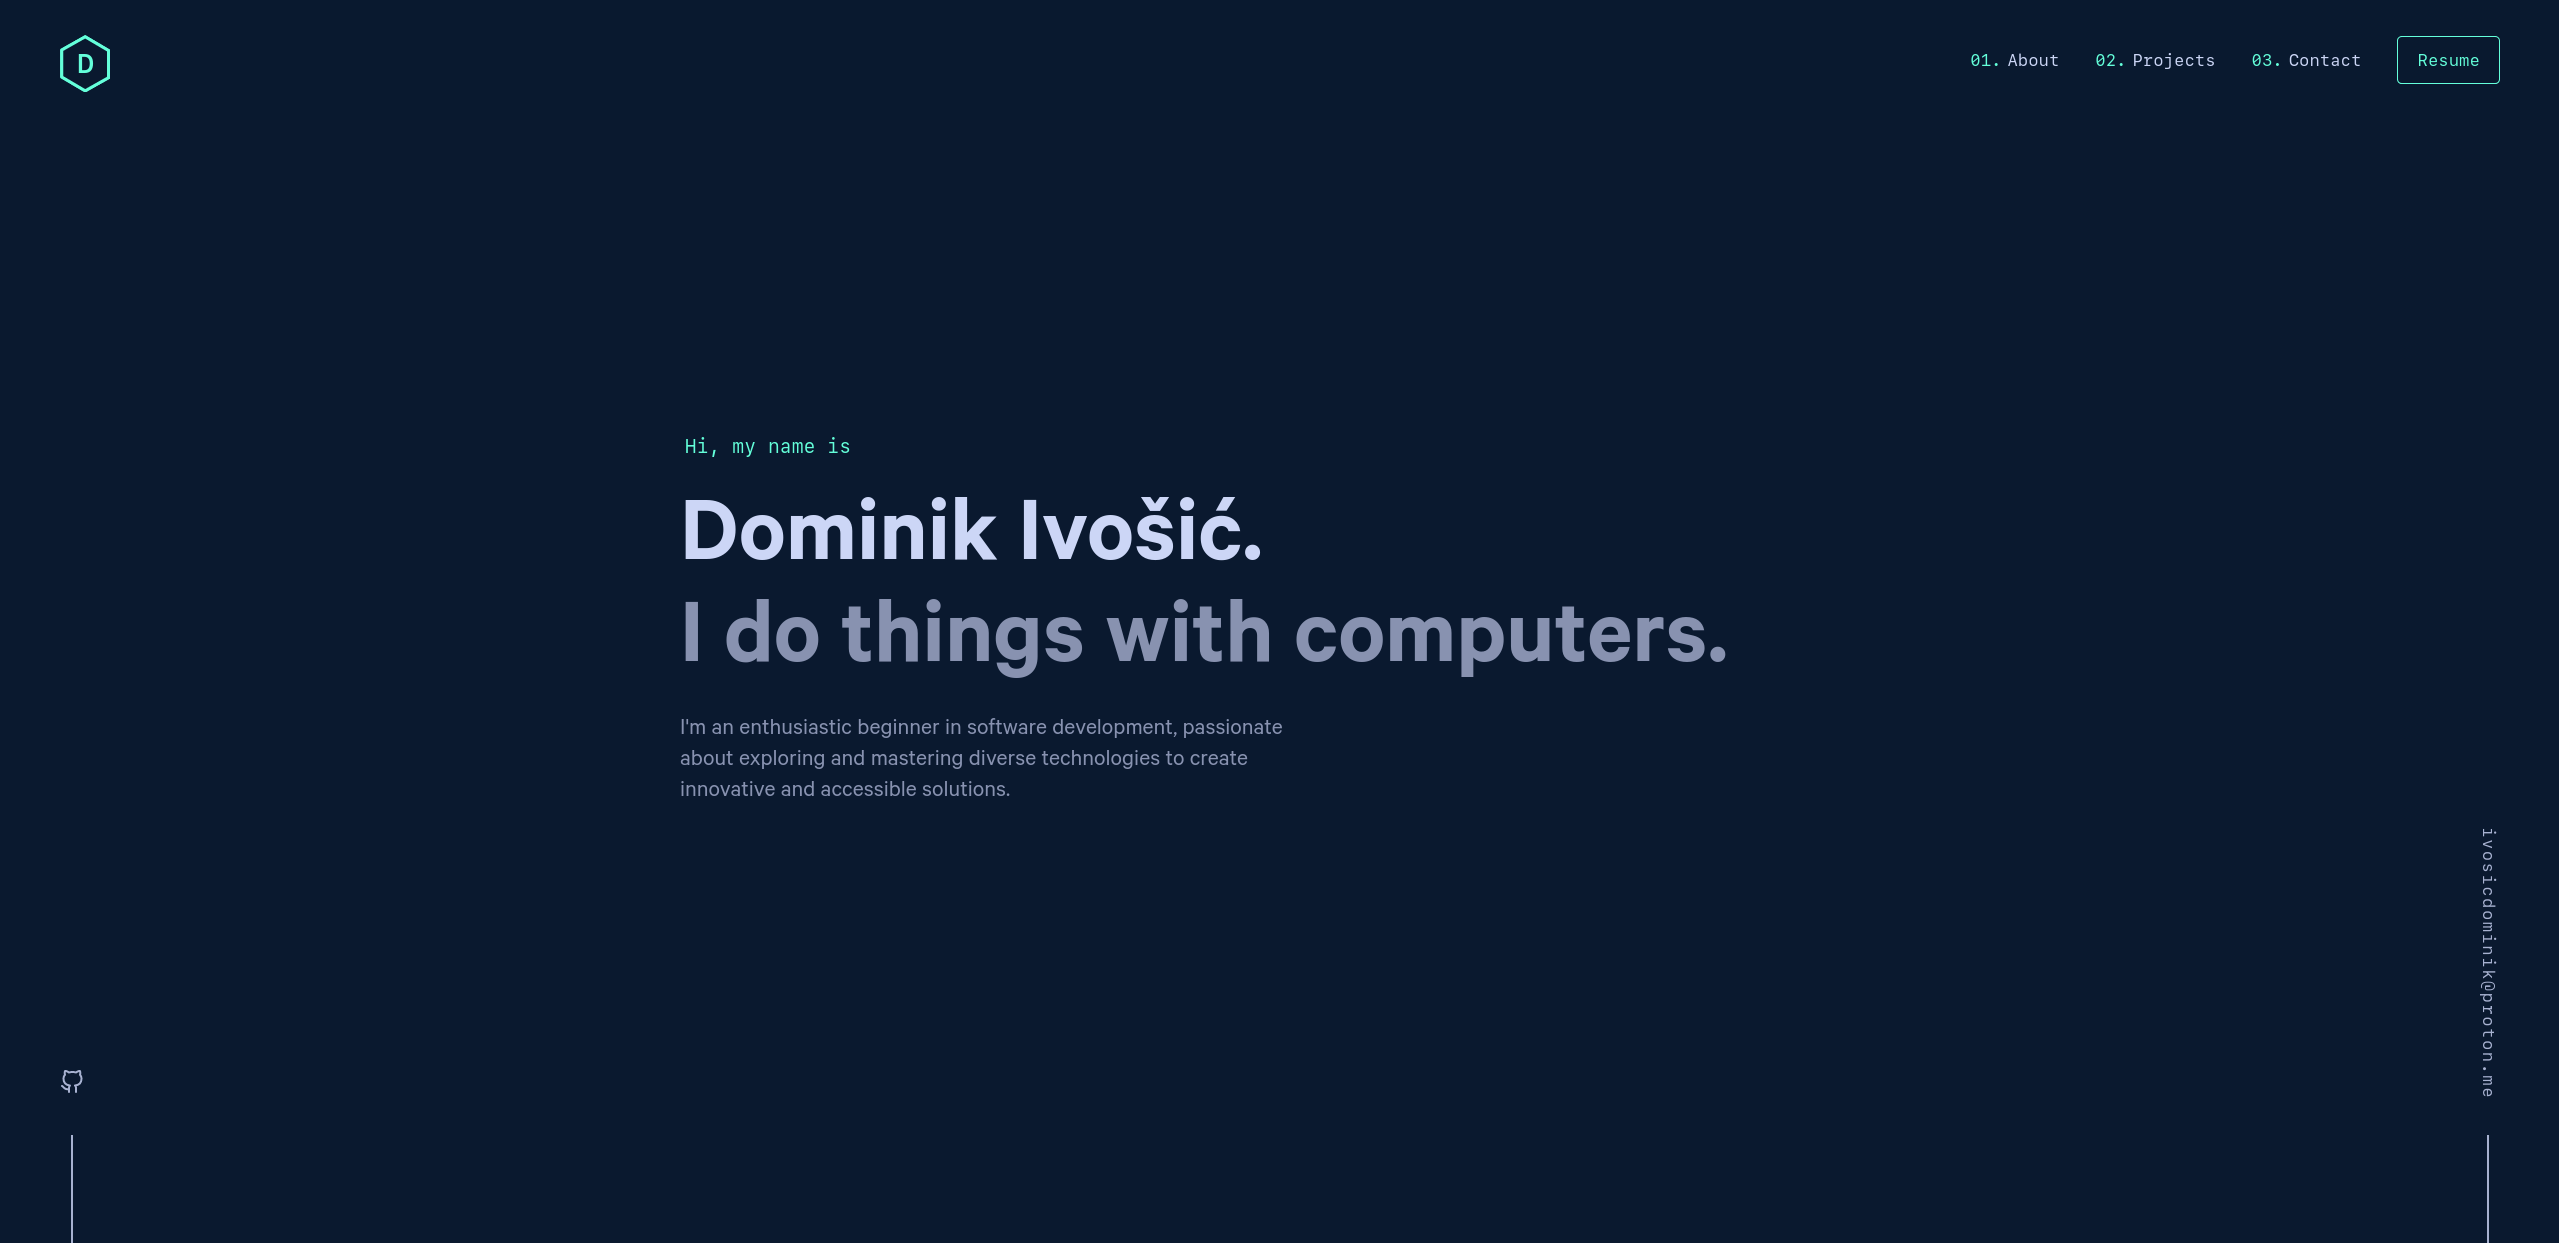 D
01. About 02. Projects 03. Contact Resume
Hi, my name is
Dominik Ivošić.
I do things with computers.
I'm an enthusiastic beginner in software development, passionate
about exploring and mastering diverse technologies to create
innovative and accessible solutions.
ivosicdominik@proton.me